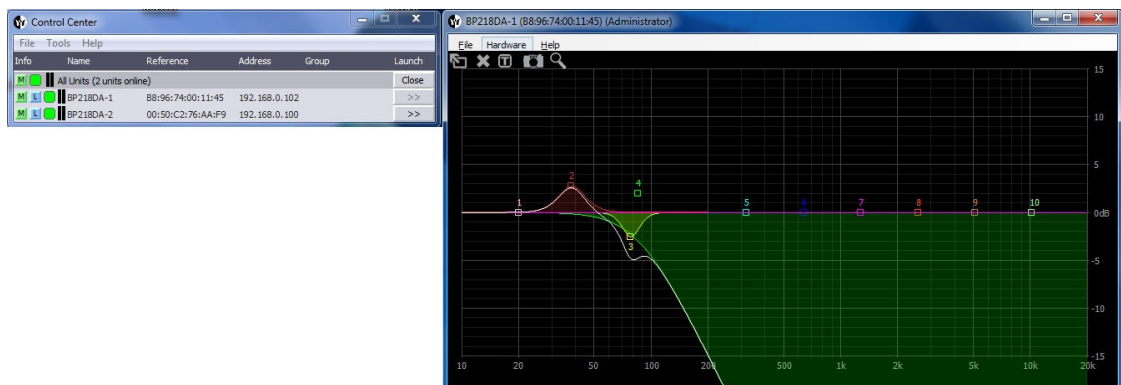 Control Center
File Tools Help
Info Name Reference Address Group Launch
M All Units (2 units online) Close
M L BP218DA-1 B8:96:74:00:11:45 192.168.0.102 >>
M L BP218DA-2 00:50:C2:76:AA:F9 192.168.0.100 >>
BP218DA-1 (B8:96:74:00:11:45) (Administrator)
File Hardware Help
T
15
10
5
2
4
1
5 6 7 8 9 10
0dB
3
-5
-10
-15
10 20 50 100 200 500 1k 2k 5k 10k 20k